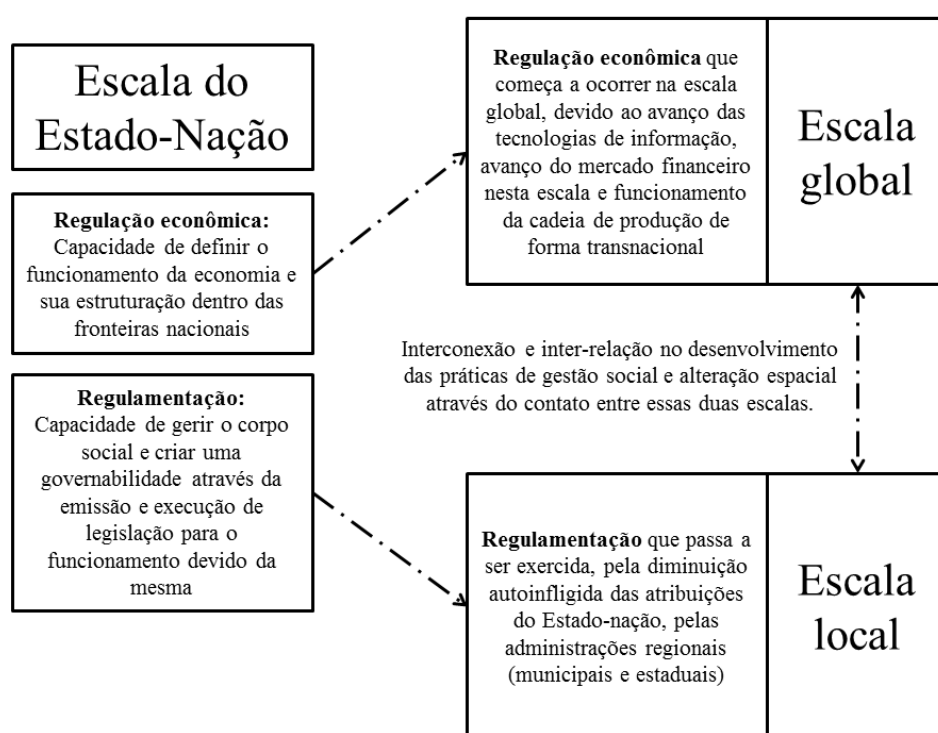 Escala do
Estado-Nação
Regulação econômica:
Capacidade de definir o
funcionamento da economia e
sua estruturação dentro das
fronteiras nacionais
Regulamentação:
Capacidade de gerir o corpo
social e criar uma
governabilidade através da
emissão e execução de
legislação para o
funcionamento devido da
mesma
Regulação econômica que
começa a ocorrer na escala
global, devido ao avanço das
tecnologias de informação,
avanço do mercado financeiro
nesta escala e funcionamento
da cadeia de produção de
forma transnacional
Escala
global
Interconexão e inter-relação no desenvolvimento
das práticas de gestão social e alteração espacial
através do contato entre essas duas escalas.
Regulamentação que passa a
ser exercida, pela diminuição
autoinfligida das atribuições
do Estado-nação, pelas
administrações regionais
(municipais e estaduais)
Escala
local